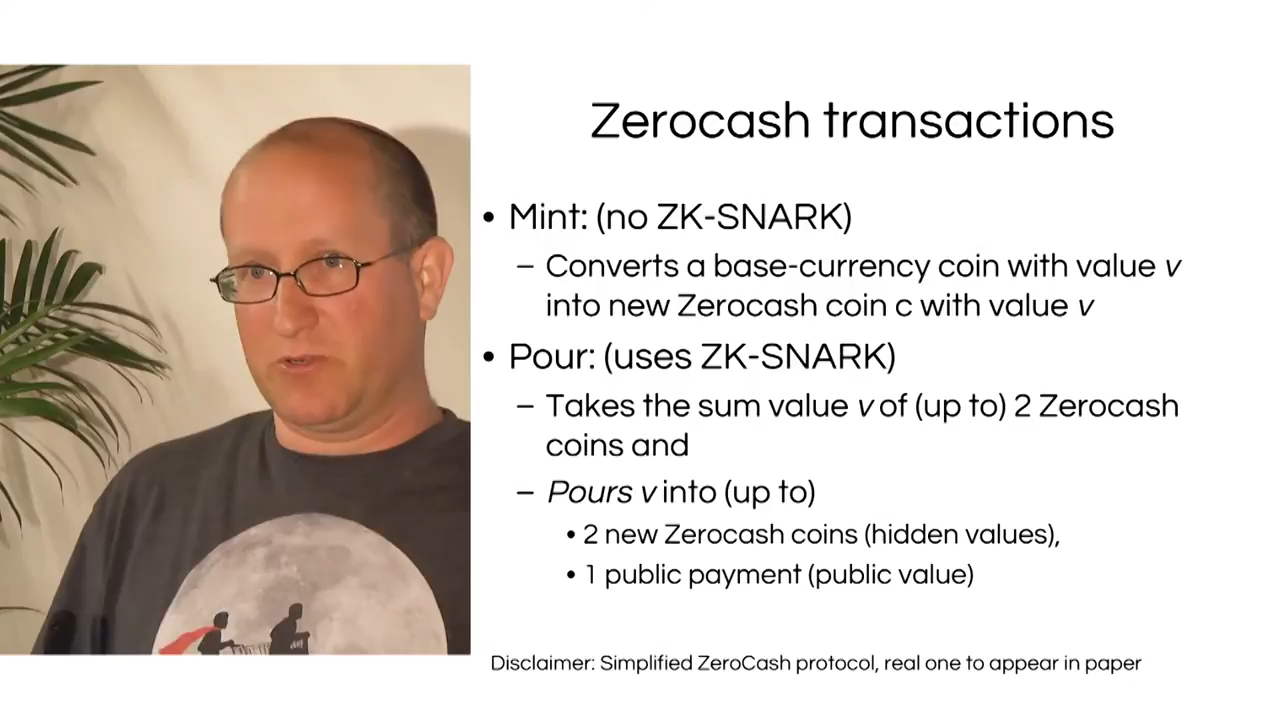 Zerocash transactions
• Mint: (no ZK-SNARK)
– Converts a base-currency coin with value v
into new Zerocash coin c with value v
• Pour: (uses ZK-SNARK)
– Takes the sum value v of (up to) 2 Zerocash
coins and
– Pours v into (up to)
• 2 new Zerocash coins (hidden values),
• 1 public payment (public value)
Disclaimer: Simplified ZeroCash protocol, real one to appear in paper